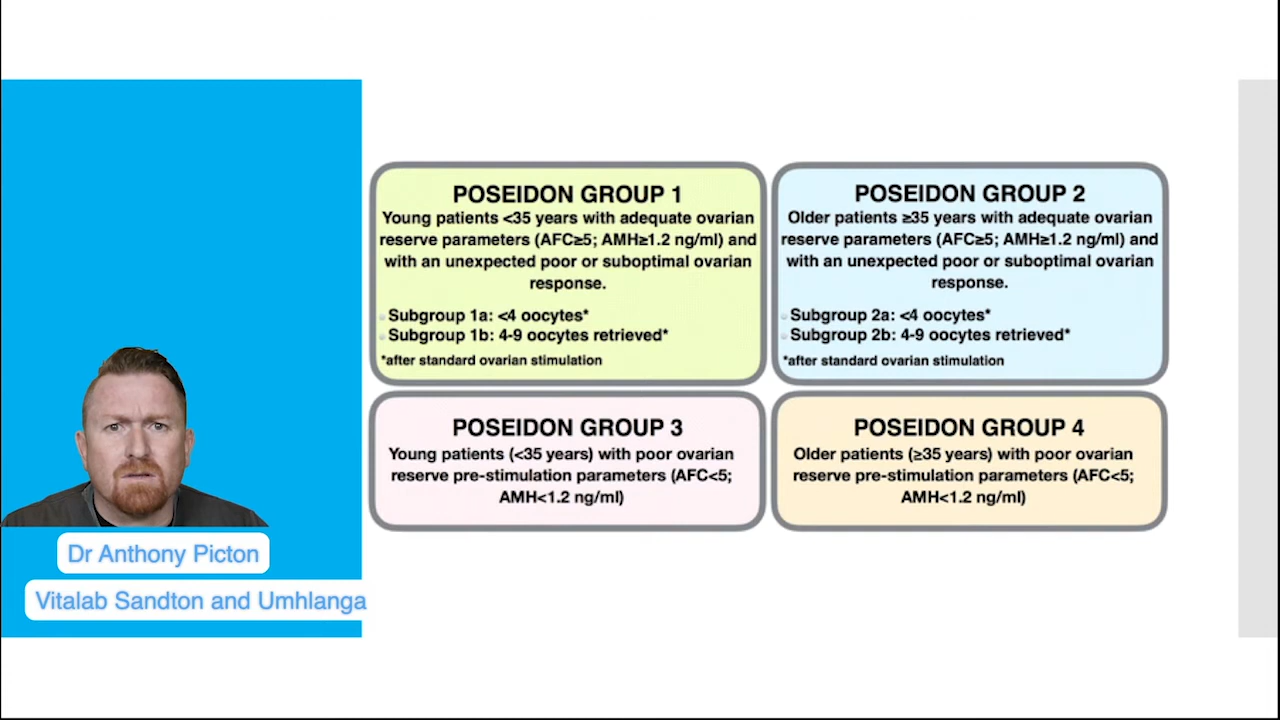 POSEIDON GROUP 1
Young patients <35 years with adequate ovarian
reserve parameters (AFC≥5; AMH≥1.2 ng/ml) and
with an unexpected poor or suboptimal ovarian
response.
Subgroup 1a: <4 oocytes*
Subgroup 1b: 4-9 oocytes retrieved*
*after standard ovarian stimulation
POSEIDON GROUP 2
Older patients ≥35 years with adequate ovarian
reserve parameters (AFC≥5; AMH≥1.2 ng/ml) and
with an unexpected poor or suboptimal ovarian
response.
Subgroup 2a: <4 oocytes*
Subgroup 2b: 4-9 oocytes retrieved*
*after standard ovarian stimulation
POSEIDON GROUP 3
Young patients (<35 years) with poor ovarian
reserve pre-stimulation parameters (AFC<5;
AMH<1.2 ng/ml)
POSEIDON GROUP 4
Older patients (≥35 years) with poor ovarian
reserve pre-stimulation parameters (AFC<5;
AMH<1.2 ng/ml)
Dr Anthony Picton
Vitalab Sandton and Umhlanga